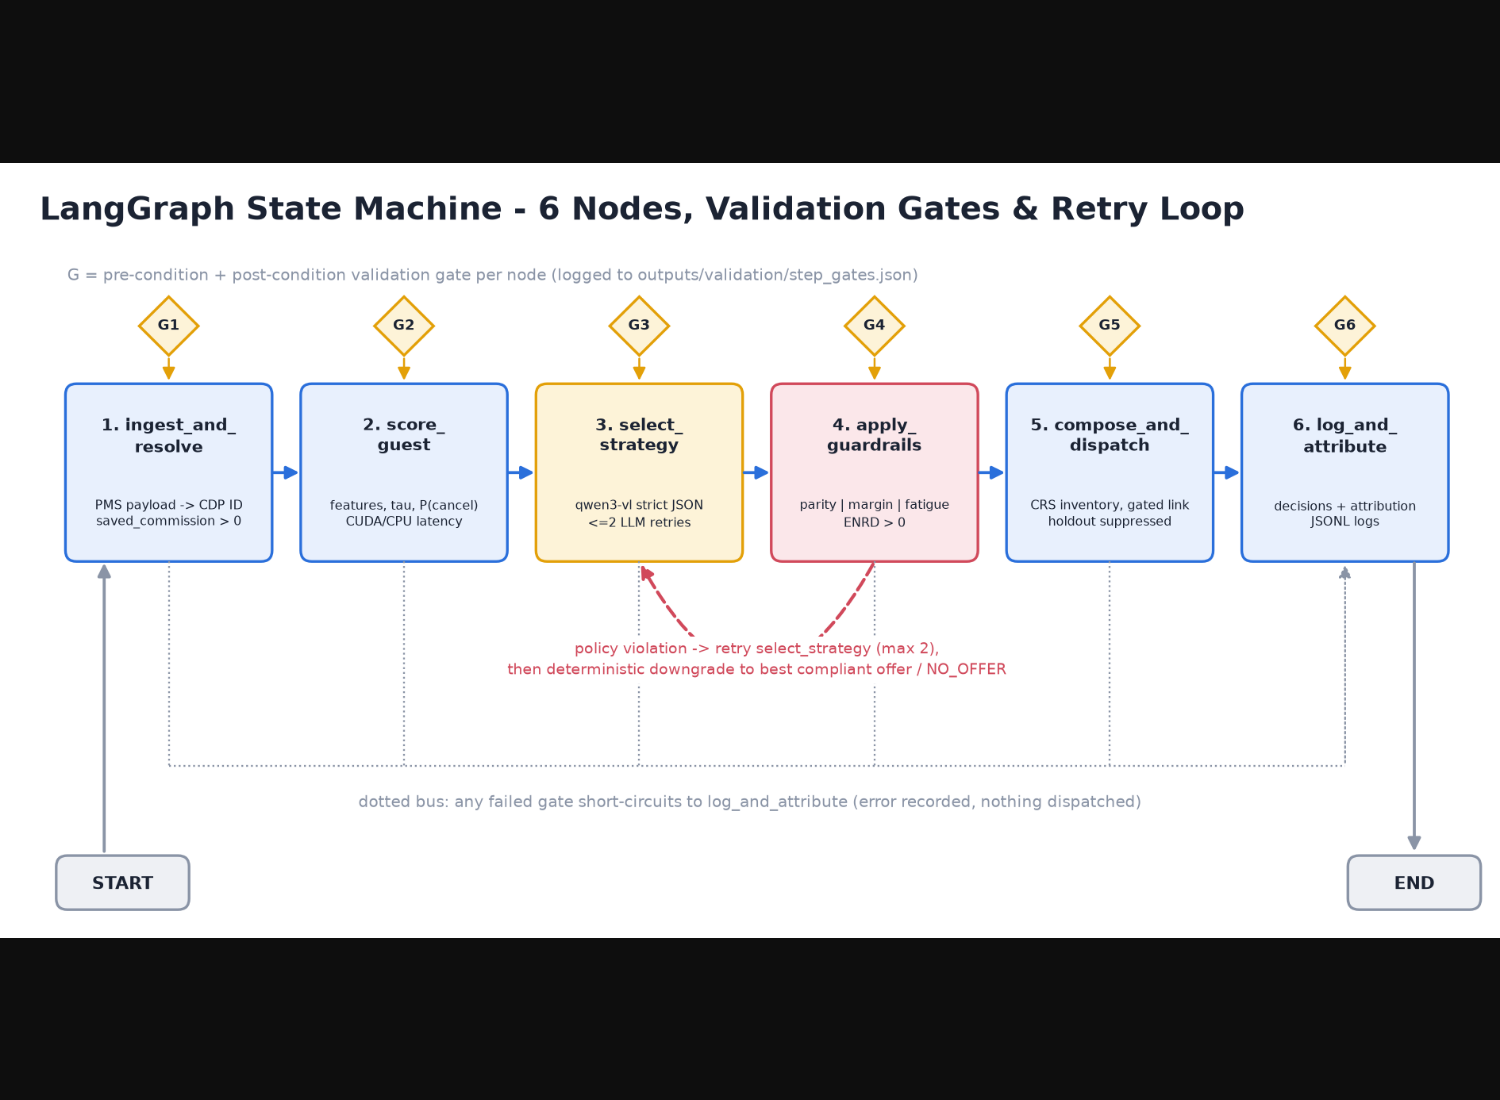 LangGraph State Machine - 6 Nodes, Validation Gates & Retry Loop
G = pre-condition + post-condition validation gate per node (logged to outputs/validation/step_gates.json)
G1
G2
G3
G4
G5
G6
1. ingest_and_
resolve
PMS payload -> CDP ID
saved_commission > 0
2. score_
guest
features, tau, P(cancel)
CUDA/CPU latency
3. select_
strategy
qwen3-vl strict JSON
<=2 LLM retries
4. apply_
guardrails
parity | margin | fatigue
ENRD > 0
5. compose_and_
dispatch
CRS inventory, gated link
holdout suppressed
6. log_and_
attribute
decisions + attribution
JSONL logs
policy violation -> retry select_strategy (max 2),
then deterministic downgrade to best compliant offer / NO_OFFER
dotted bus: any failed gate short-circuits to log_and_attribute (error recorded, nothing dispatched)
START
END